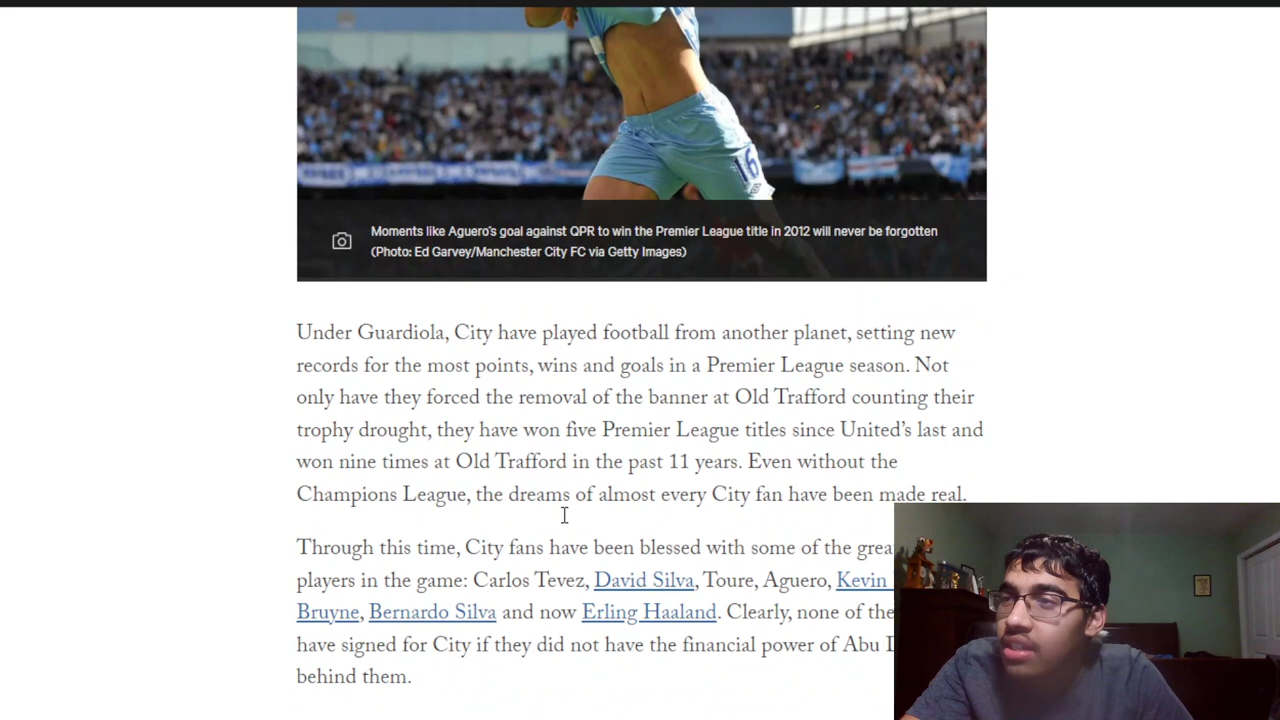 16
Moments like Aguero's goal against QPR to win the Premier League title in 2012 will never be forgotten
(Photo: Ed Garvey/Manchester City FC via Getty Images)
Under Guardiola, City have played football from another planet, setting new
records for the most points, wins and goals in a Premier League season. Not
only have they forced the removal of the banner at Old Trafford counting their
trophy drought, they have won five Premier League titles since United's last and
won nine times at Old Trafford in the past 11 years. Even without the
Champions League, the dreams of almost every City fan have been made real.
Through this time, City fans have been blessed with some of the
players in the game: Carlos Tevez, David Silva, Toure, Aguero, Kevin
Bruyne, Bernardo Silva and now Erling Haaland. Clearly, none of
have signed for City if they did not have the financial power of Abu
behind them.